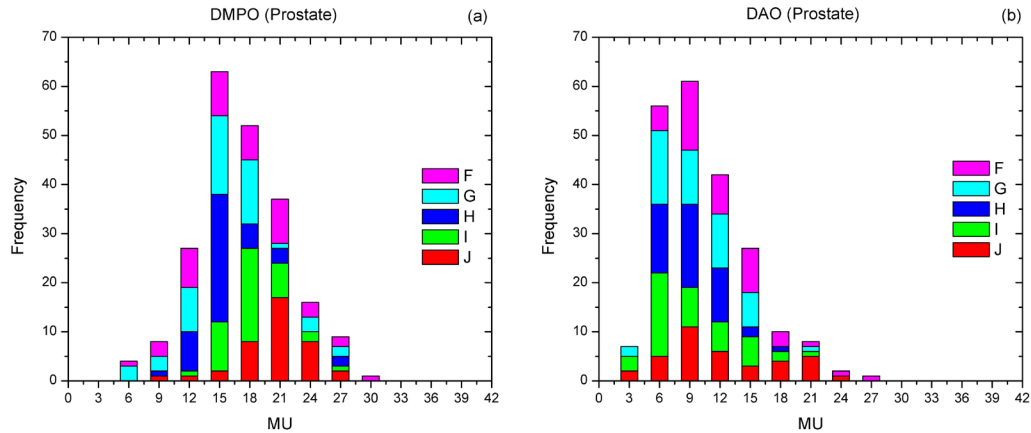 DMPO (Prostate) (a)
70
60
50
40
30
20
10
0
Frequency
F
G
H
I
J
0 3 6 9 12 15 18 21 24 27 30 33 36 39 42
MU
DAO (Prostate) (b)
70
60
50
40
30
20
10
0
Frequency
F
G
H
I
J
0 3 6 9 12 15 18 21 24 27 30 33 36 39 42
MU